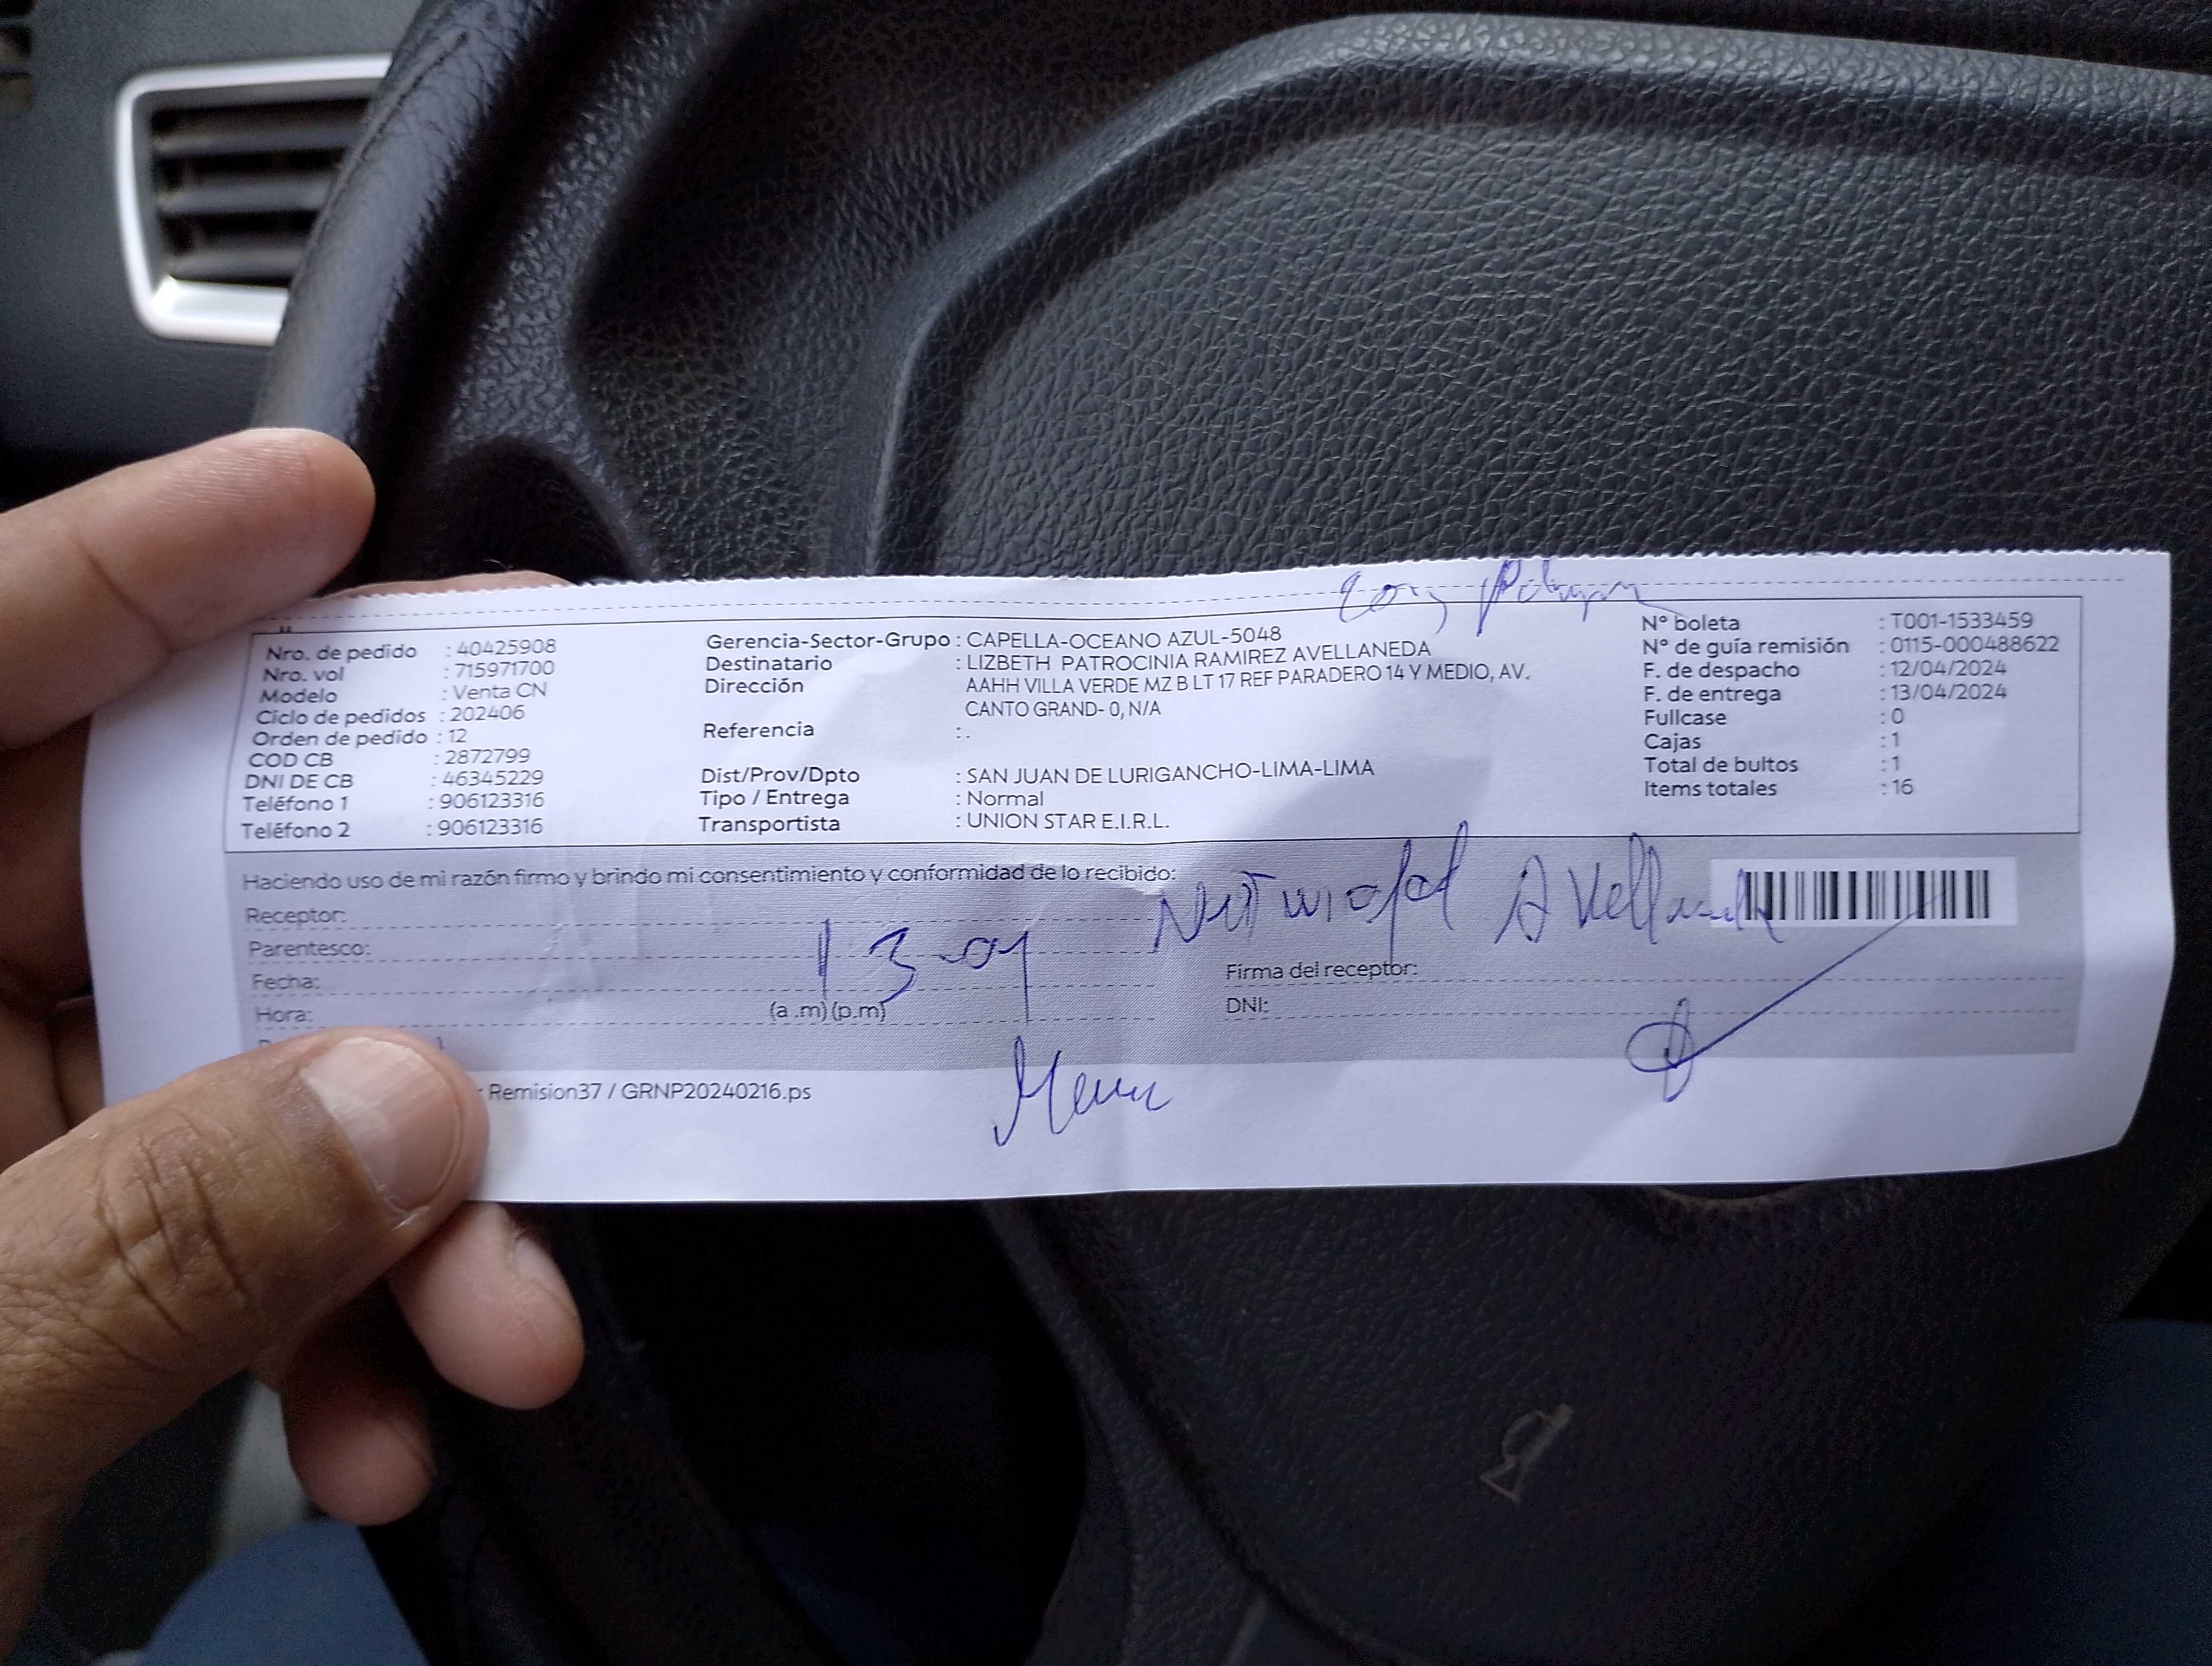 Nro. de pedido : 40425908
Nro. vol : 715971700
Modelo : Venta CN
Ciclo de pedidos : 202406
Orden de pedido : 12
COD CB : 2872799
DNI DE CB : 46345229
Teléfono 1 : 906123316
Teléfono 2 : 906123316
Gerencia-Sector-Grupo : CAPELLA-OCEANO AZUL-5048
Destinatario : LIZBETH PATROCINIA RAMIREZ AVELLANEDA
Dirección AAHH VILLA VERDE MZ B LT 17 REF PARADERO 14 Y MEDIO, AV.
CANTO GRAND- 0, N/A
Referencia : .
Dist/Prov/Dpto : SAN JUAN DE LURIGANCHO-LIMA-LIMA
Tipo / Entrega : Normal
Transportista : UNION STAR E.I.R.L.
N° boleta : T001-1533459
N° de guía remisión : 0115-000488622
F. de despacho : 12/04/2024
F. de entrega : 13/04/2024
Fullcase : 0
Cajas : 1
Total de bultos : 1
Items totales : 16
Haciendo uso de mi razón firmo y brindo mi consentimiento y conformidad de lo recibido:
Receptor:
Parentesco:
Fecha: 13-04
Hora: (a .m) (p.m)
Avellaneda
Firma del receptor:
DNI:
Remision37 / GRNP20240216.ps